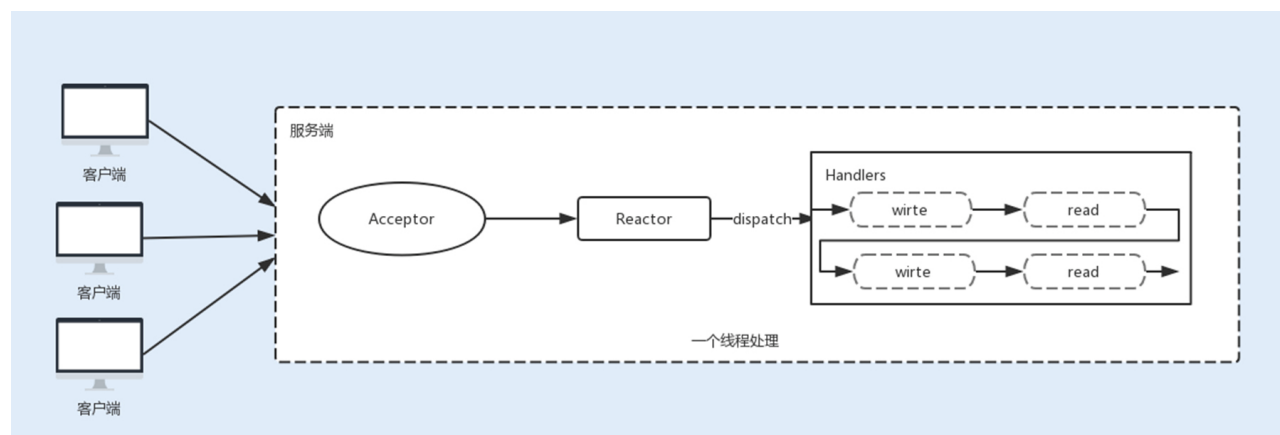 客户端
客户端
客户端
服务端
Acceptor
Reactor
dispatch
Handlers
wirte
read
wirte
read
一个线程处理